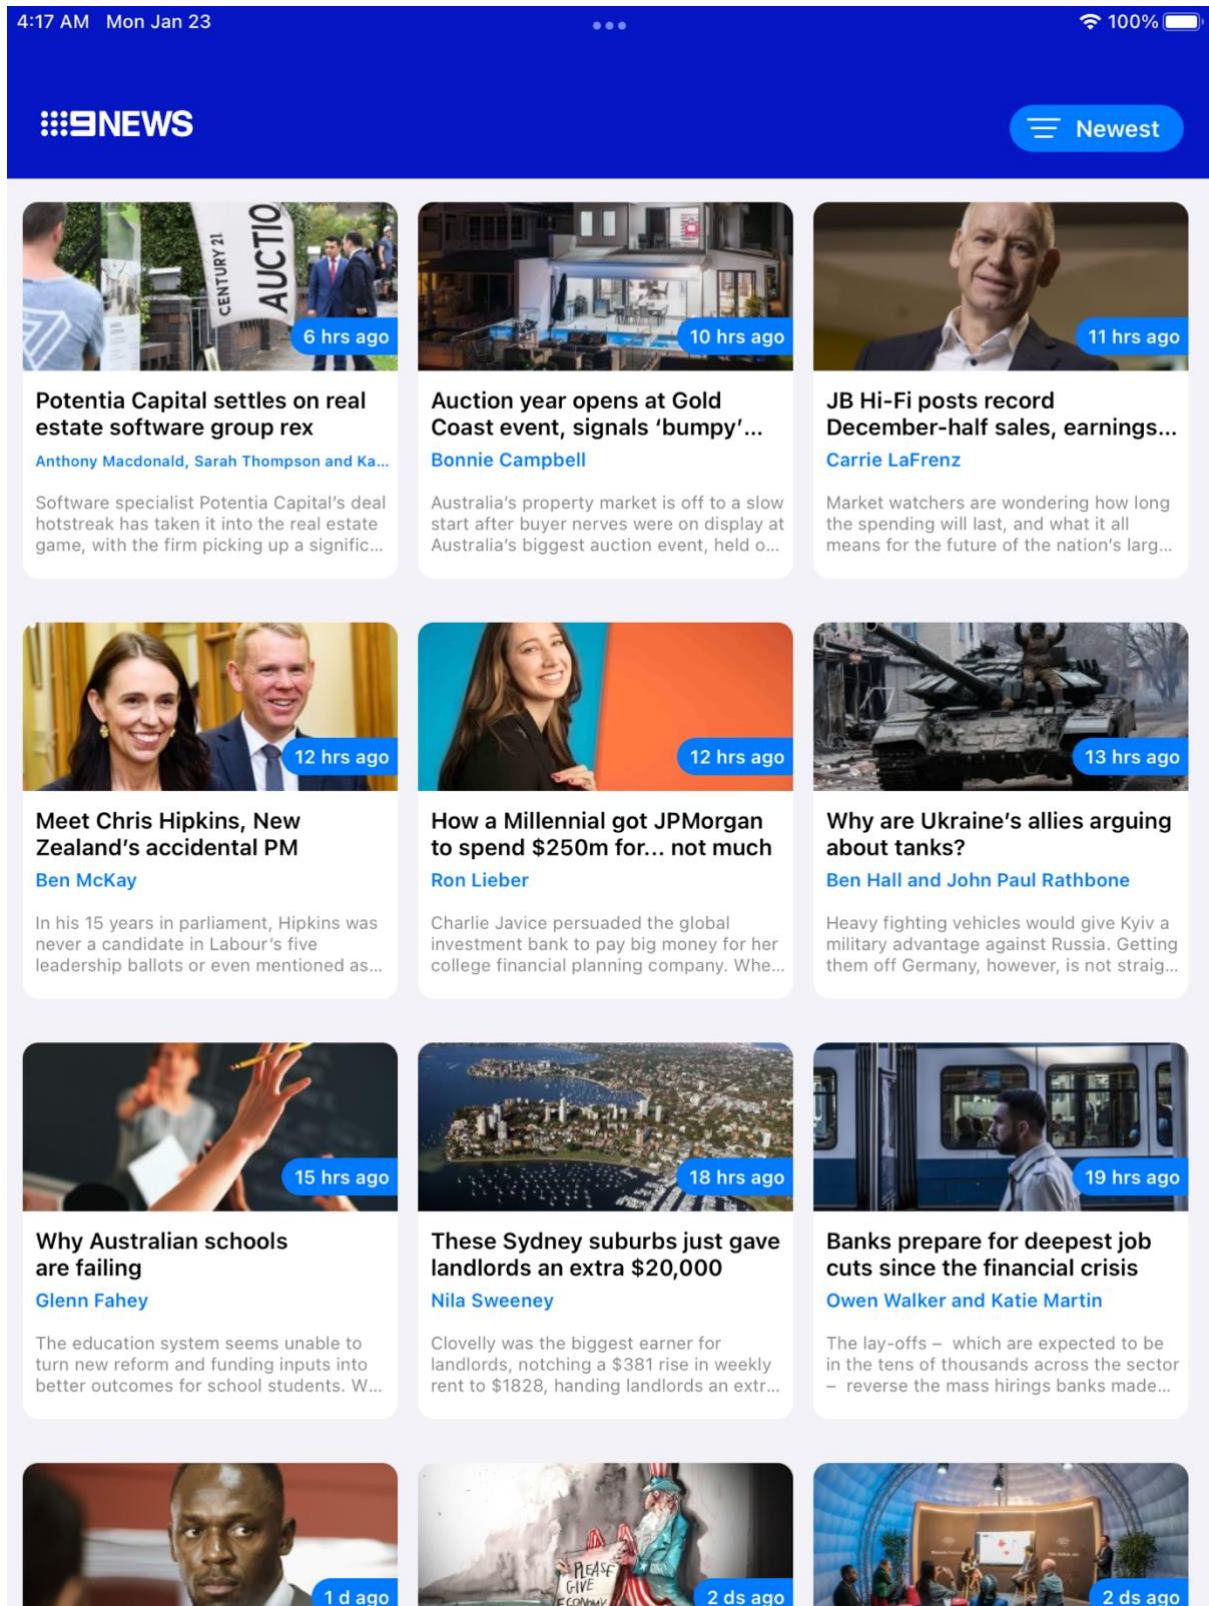 4:17 AM Mon Jan 23
100%
9NEWS
Newest
CENTURY 21
AUCTIO
6 hrs ago
10 hrs ago
11 hrs ago
Potentia Capital settles on real
estate software group rex
Anthony Macdonald, Sarah Thompson and Ka...
Software specialist Potentia Capital’s deal
hotstreak has taken it into the real estate
game, with the firm picking up a signific...
Auction year opens at Gold
Coast event, signals ‘bumpy’...
Bonnie Campbell
Australia’s property market is off to a slow
start after buyer nerves were on display at
Australia’s biggest auction event, held o...
JB Hi-Fi posts record
December-half sales, earnings...
Carrie LaFrenz
Market watchers are wondering how long
the spending will last, and what it all
means for the future of the nation’s larg...
12 hrs ago
12 hrs ago
13 hrs ago
Meet Chris Hipkins, New
Zealand’s accidental PM
Ben McKay
In his 15 years in parliament, Hipkins was
never a candidate in Labour’s five
leadership ballots or even mentioned as...
How a Millennial got JPMorgan
to spend $250m for... not much
Ron Lieber
Charlie Javice persuaded the global
investment bank to pay big money for her
college financial planning company. Whe...
Why are Ukraine’s allies arguing
about tanks?
Ben Hall and John Paul Rathbone
Heavy fighting vehicles would give Kyiv a
military advantage against Russia. Getting
them off Germany, however, is not straig...
15 hrs ago
18 hrs ago
19 hrs ago
Why Australian schools
are failing
Glenn Fahey
The education system seems unable to
turn new reform and funding inputs into
better outcomes for school students. W...
These Sydney suburbs just gave
landlords an extra $20,000
Nila Sweeney
Clovelly was the biggest earner for
landlords, notching a $381 rise in weekly
rent to $1828, handing landlords an extr...
Banks prepare for deepest job
cuts since the financial crisis
Owen Walker and Katie Martin
The lay-offs – which are expected to be
in the tens of thousands across the sector
– reverse the mass hirings banks made...
1 d ago
PLEASE
GIVE
ECONOMY
2 ds ago
2 ds ago